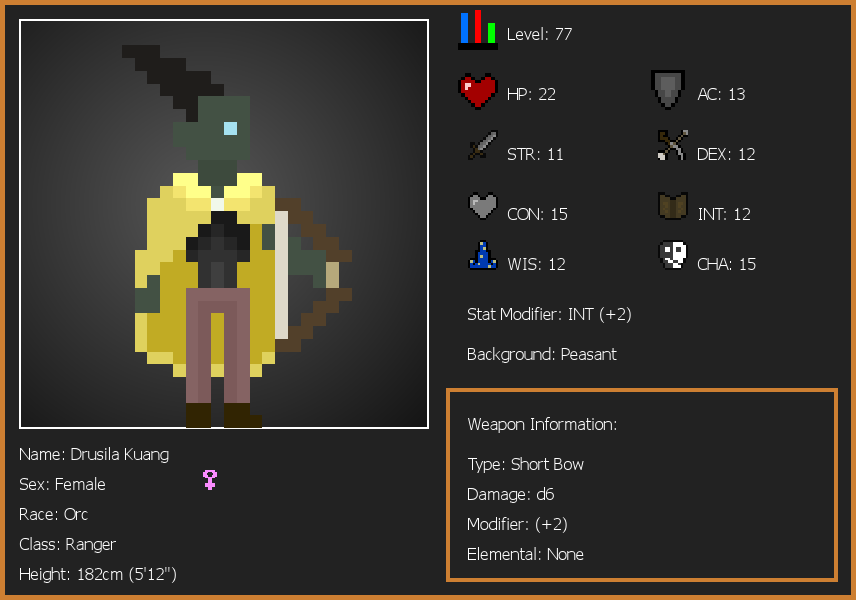 Level: 77
HP: 22
AC: 13
STR: 11
DEX: 12
CON: 15
INT: 12
WIS: 12
CHA: 15
Stat Modifier: INT (+2)
Background: Peasant
Weapon Information:
Type: Short Bow
Damage: d6
Modifier: (+2)
Elemental: None
Name: Drusila Kuang
Sex: Female
Race: Orc
Class: Ranger
Height: 182cm (5'12")